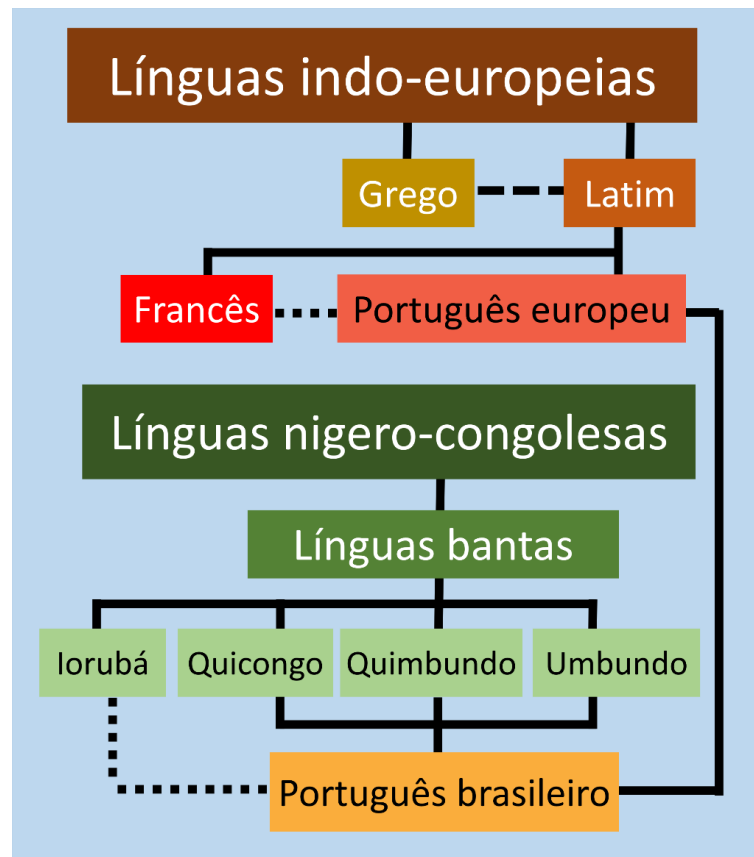 Línguas indo-europeias
Grego
Latim
Francês
Português europeu
Línguas nigero-congolesas
Línguas bantas
Iorubá
Quicongo
Quimbundo
Umbundo
Português brasileiro